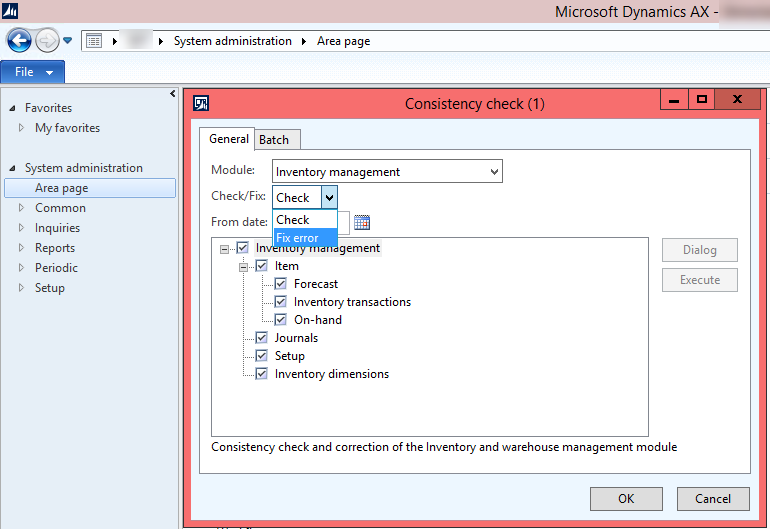 Microsoft Dynamics AX -
System administration Area page
File
Favorites
My favorites
System administration
Area page
Common
Inquiries
Reports
Periodic
Setup
Consistency check (1)
General Batch
Module: Inventory management
Check/Fix: Check
Check
From date:
Fix error
Inventory management
Item
Forecast
Inventory transactions
On-hand
Journals
Setup
Inventory dimensions
Dialog
Execute
Consistency check and correction of the Inventory and warehouse management module
OK Cancel